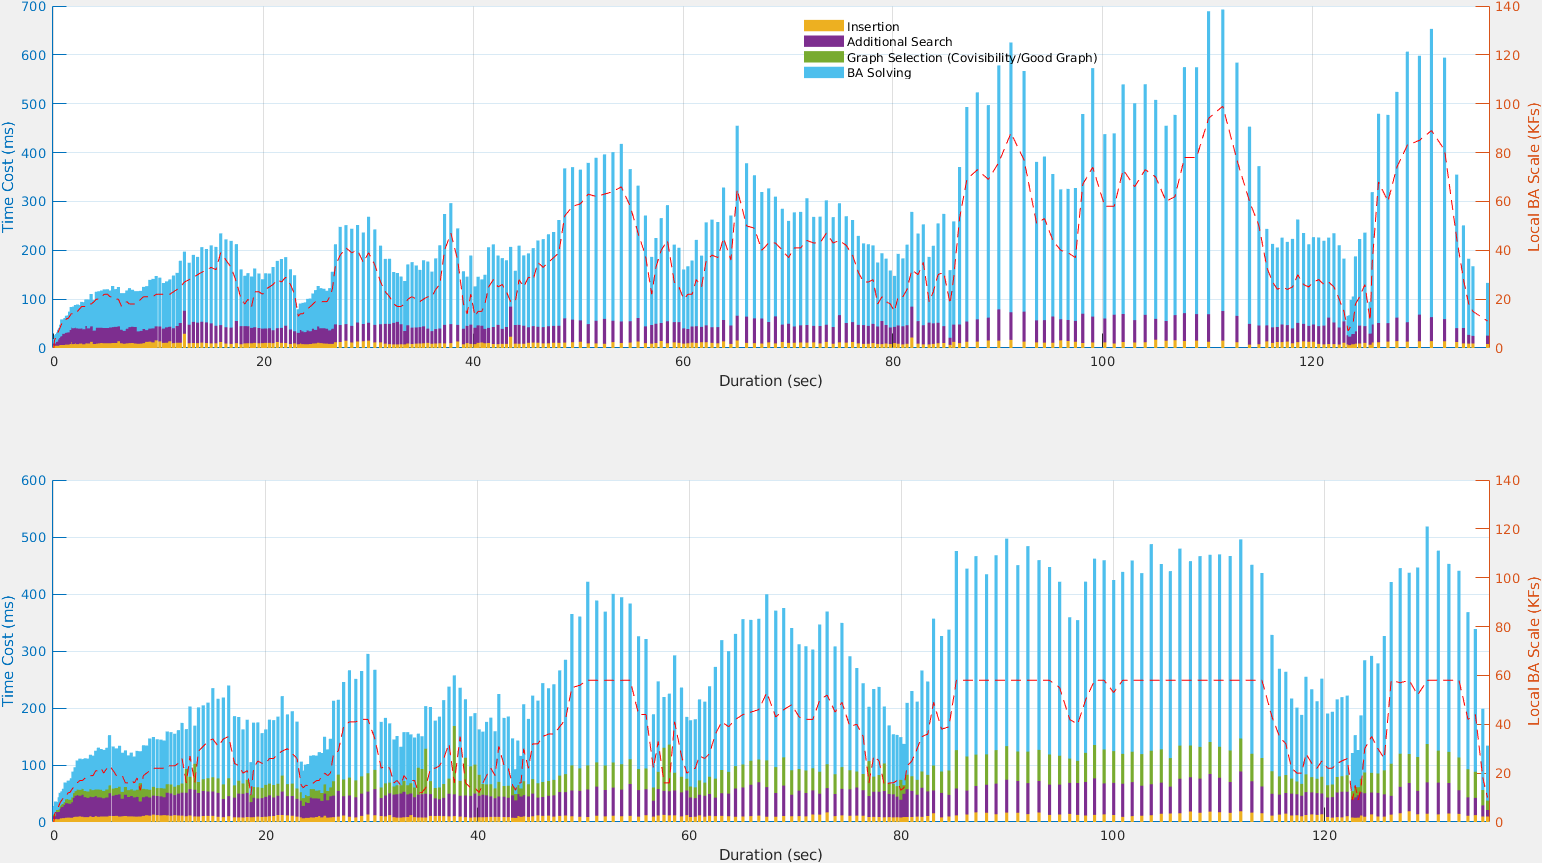 700
600
500
400
300
200
100
0
Time Cost (ms)
140
120
100
80
60
40
20
0
Local BA Scale (KFs)
Insertion
Additional Search
Graph Selection (Covisibility/Good Graph)
BA Solving
0 20 40 60 80 100 120
Duration (sec)
600
500
400
300
200
100
0
Time Cost (ms)
140
120
100
80
60
40
20
0
Local BA Scale (KFs)
0 20 40 60 80 100 120
Duration (sec)